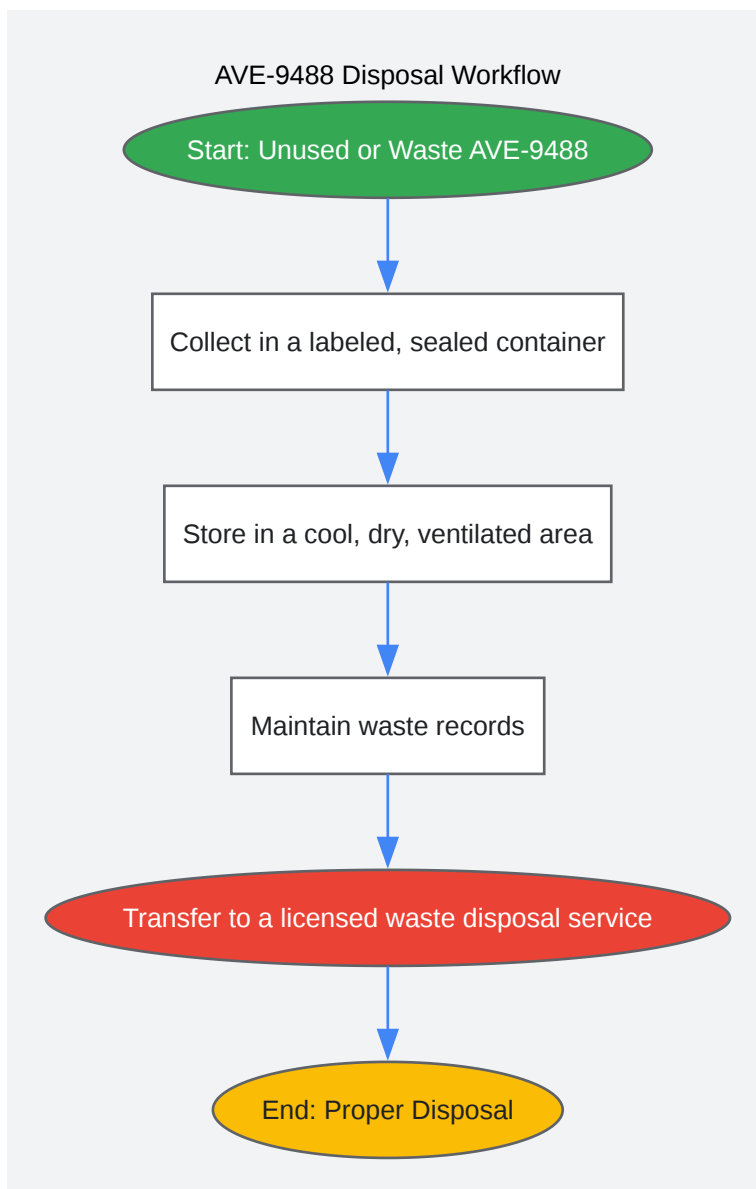 AVE-9488 Disposal Workflow
Start: Unused or Waste AVE-9488
Collect in a labeled, sealed container
Store in a cool, dry, ventilated area
Maintain waste records
Transfer to a licensed waste disposal service
End: Proper Disposal